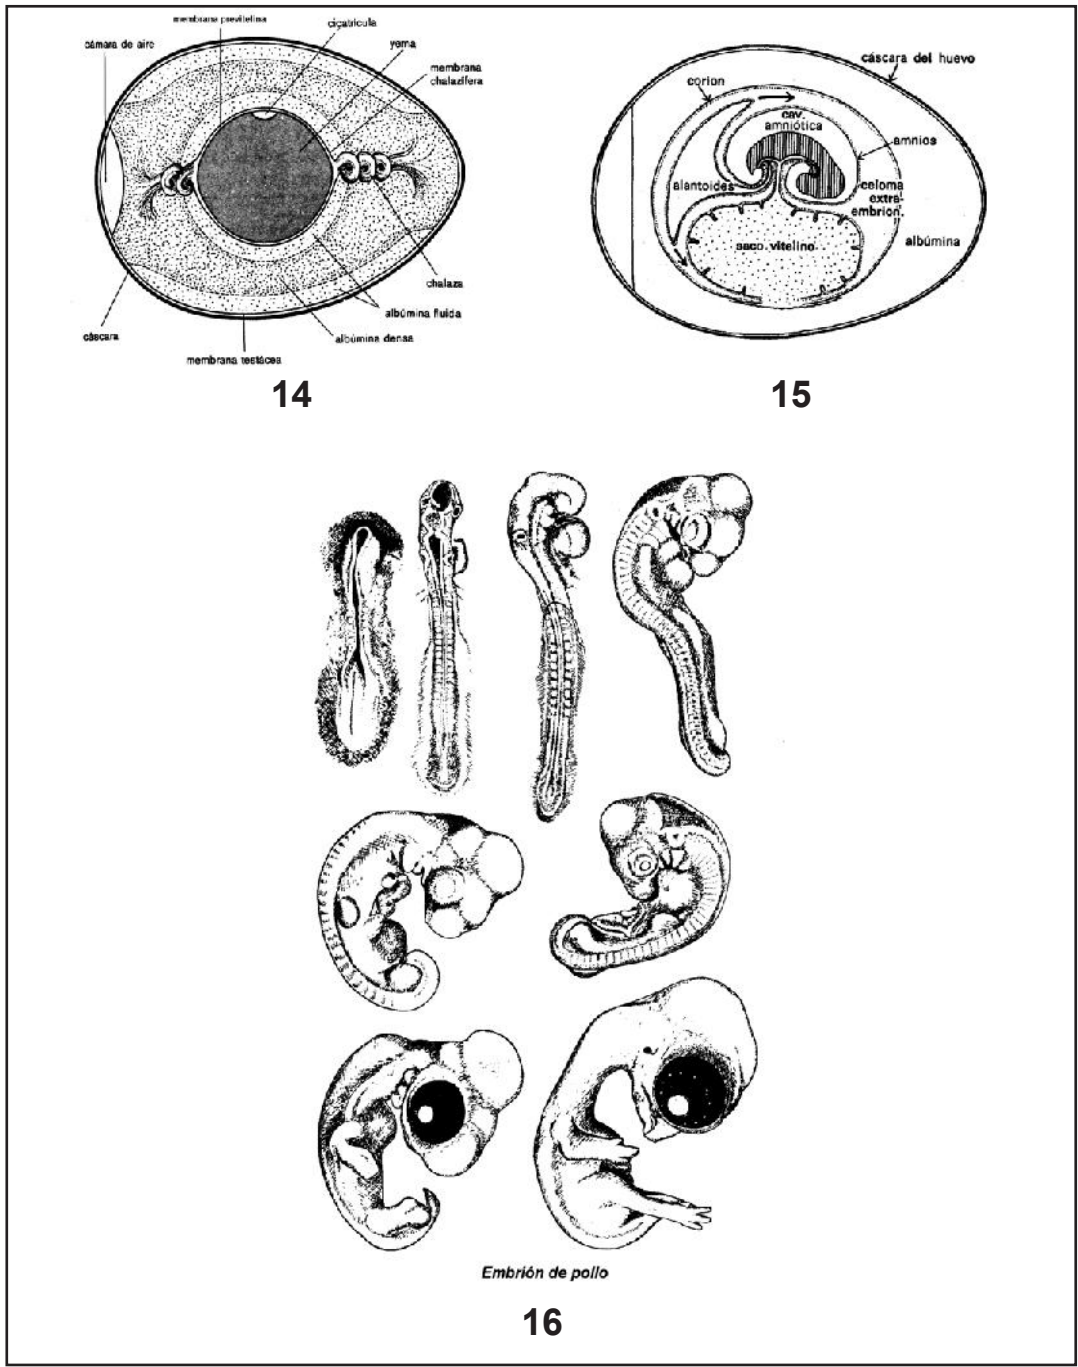 membrana previtelina
cicatrícula
cámara de aire
yema
membrana
chalazífera
chalaza
albúmina fluida
albúmina densa
cáscara
membrana testácea
14
cáscara del huevo
corion
cav.
amniótica
amnios
alantoides
celoma
extra-
embrion.
albúmina
saco vitelino
15
Embrión de pollo
16